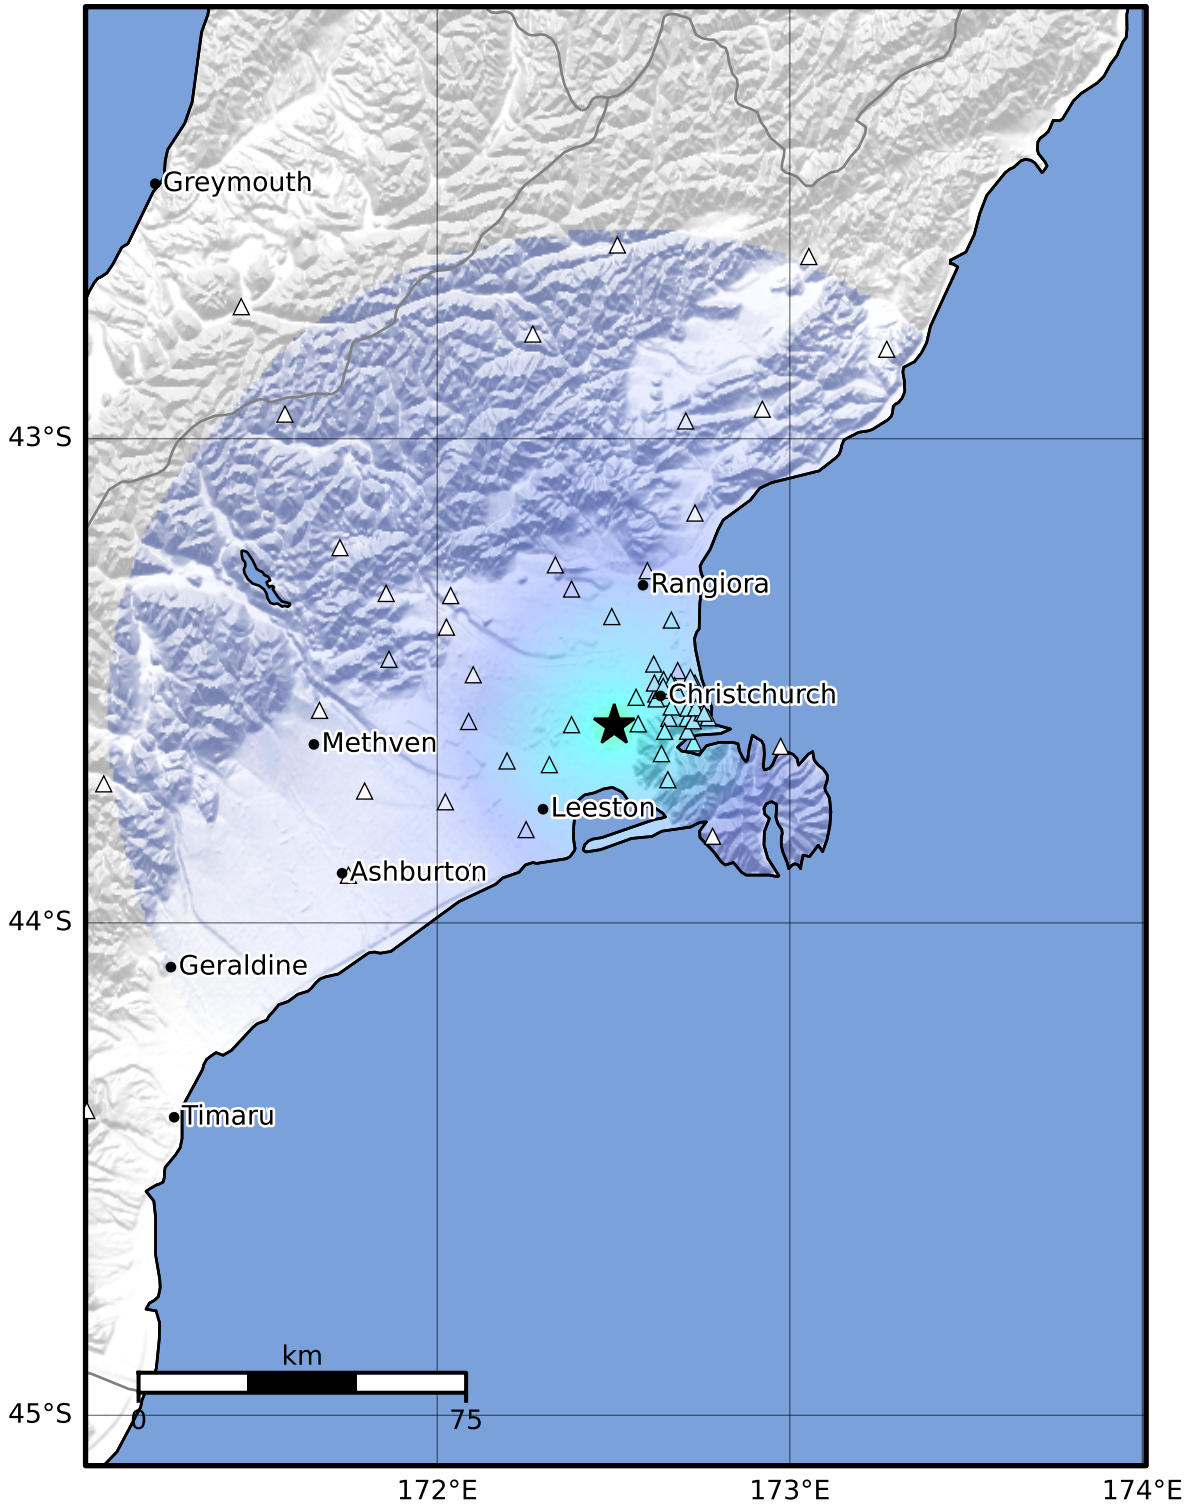 Greymouth
43°S
Rangiora
Christchurch
Methven
Leeston
Ashburton
44°S
Geraldine
Timaru
km
0
75
45°S
172°E
173°E
174°E